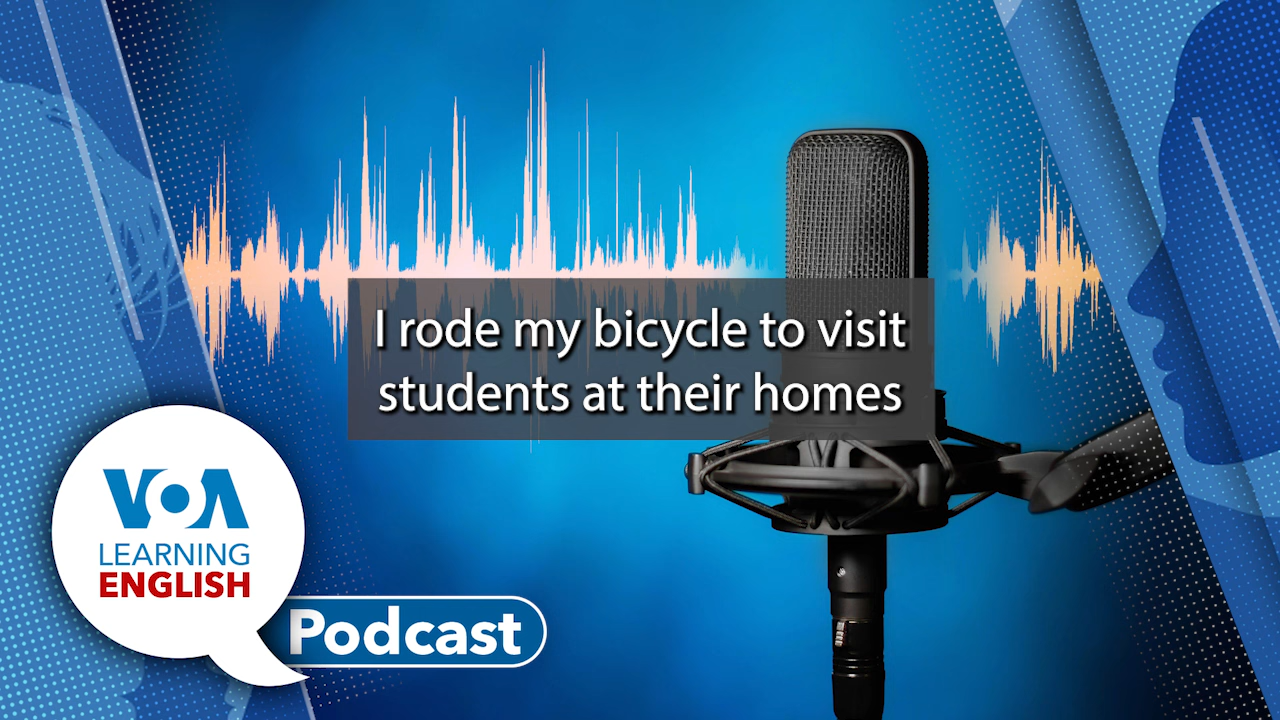 I rode my bicycle to visit
students at their homes
VOA
LEARNING
ENGLISH
Podcast